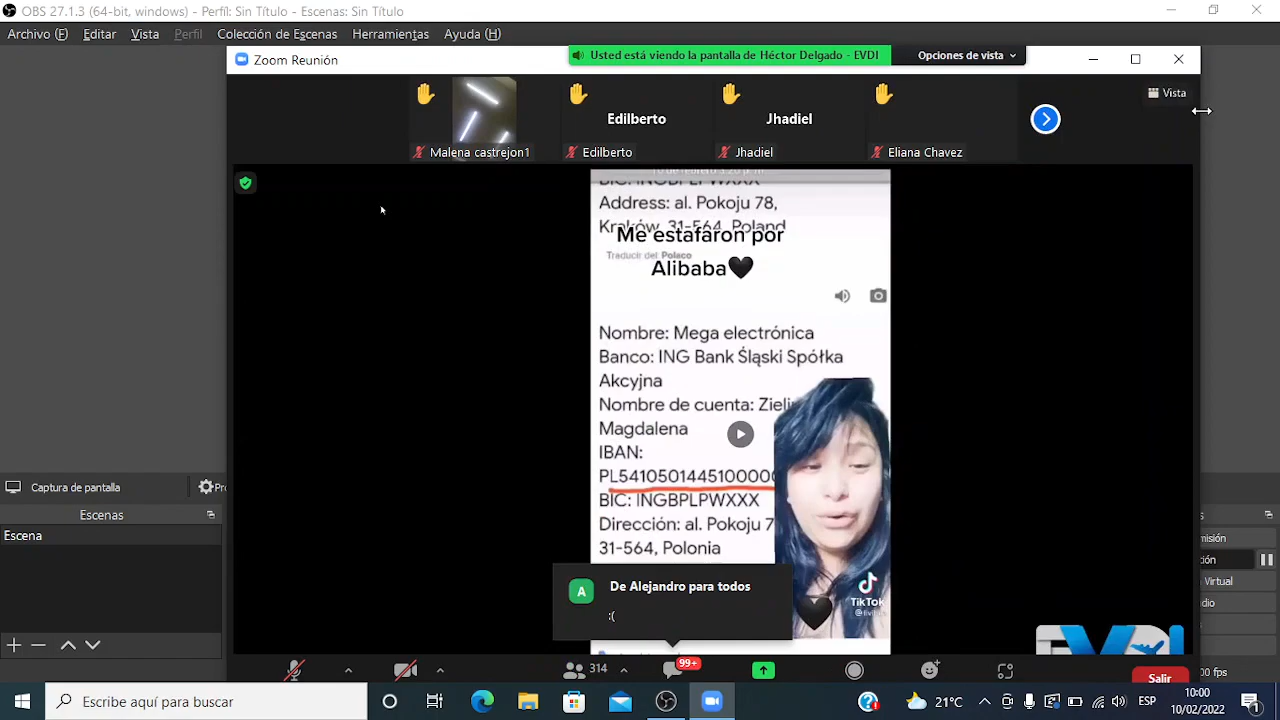 OBS 27.1.3 (64-bit, windows) - Perfil: Sin Título - Escenas: Sin Título
Archivo (F) Editar Vista Perfil Colección de Escenas Herramientas Ayuda (H)
Zoom Reunión
Usted está viendo la pantalla de Héctor Delgado - EVDI
Opciones de vista
Vista
Edilberto
Jhadiel
Malena castrejon1
Edilberto
Jhadiel
Eliana Chavez
Address: al. Pokoju 78,
Kraków, 31-564, Poland
Me estafaron por
Traducir del: Polaco
Alibaba🖤
Nombre: Mega electrónica
Banco: ING Bank Śląski Spółka
Akcyjna
Nombre de cuenta:
Magdalena
IBAN:
BIC: INGBPLPWXXX
Dirección: al. Pokoju
31-564, Polonia
De Alejandro para todos
:(
A
TikTok
EVDI
Captura de pantalla
Escenas
Escena
Virtual
314
99+
Salir
Escribe aquí para buscar
21°C
ESP
10:00
10/02/2022
1